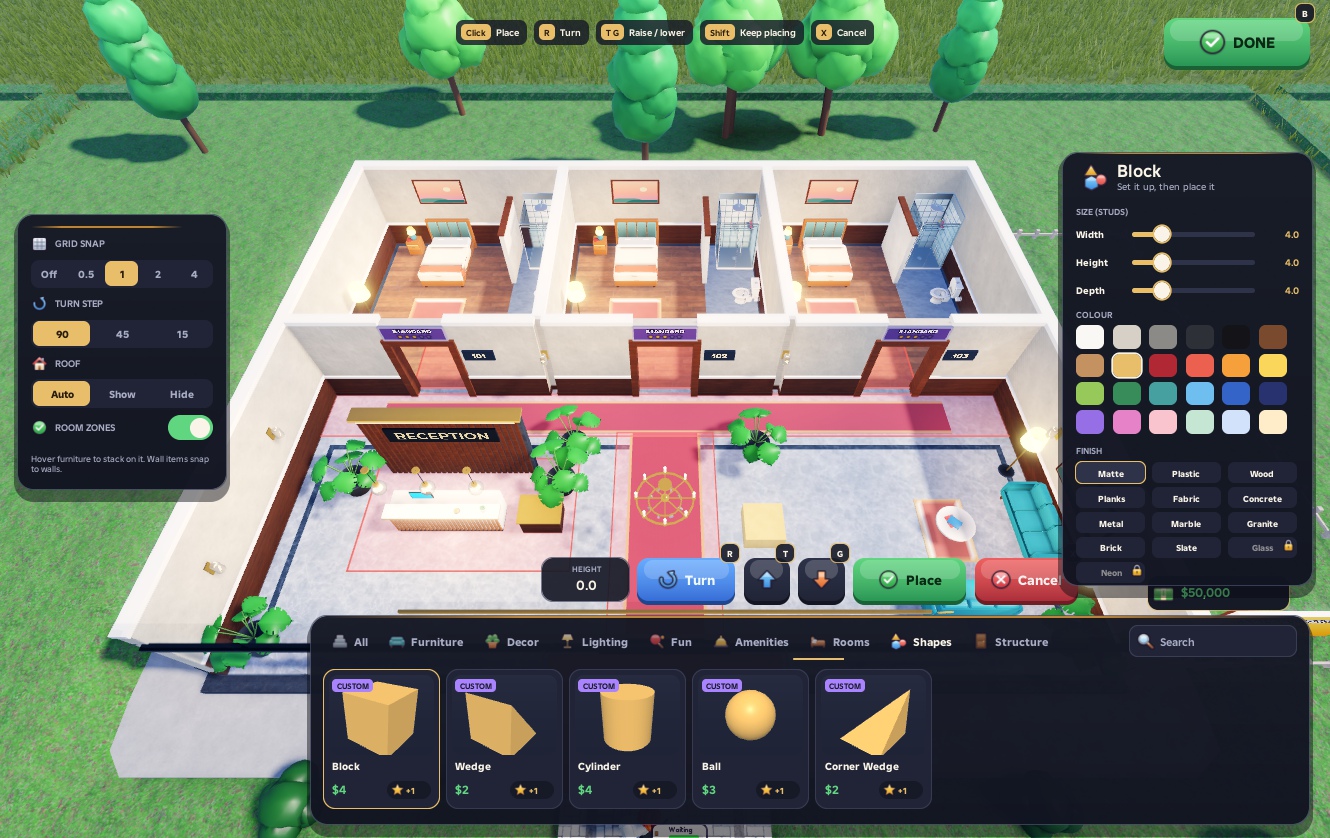 Click Place R Turn T G Raise / lower Shift Keep placing X Cancel
B
DONE
GRID SNAP
Off 0.5 1 2 4
TURN STEP
90 45 15
ROOF
Auto Show Hide
ROOM ZONES
Hover furniture to stack on it. Wall items snap
to walls.
STANDARD
STANDARD
STANDARD
101
102
103
RECEPTION
Block
Set it up, then place it
SIZE (STUDS)
Width 4.0
Height 4.0
Depth 4.0
COLOUR
FINISH
Matte Plastic Wood
Planks Fabric Concrete
Metal Marble Granite
Brick Slate Glass
Neon
$50,000
HEIGHT
0.0
R
Turn
T
G
Place
Cancel
All Furniture Decor Lighting Fun Amenities Rooms Shapes Structure
Search
CUSTOM
Block
$4 +1
CUSTOM
Wedge
$2 +1
CUSTOM
Cylinder
$4 +1
CUSTOM
Ball
$3 +1
CUSTOM
Corner Wedge
$2 +1
Waiting